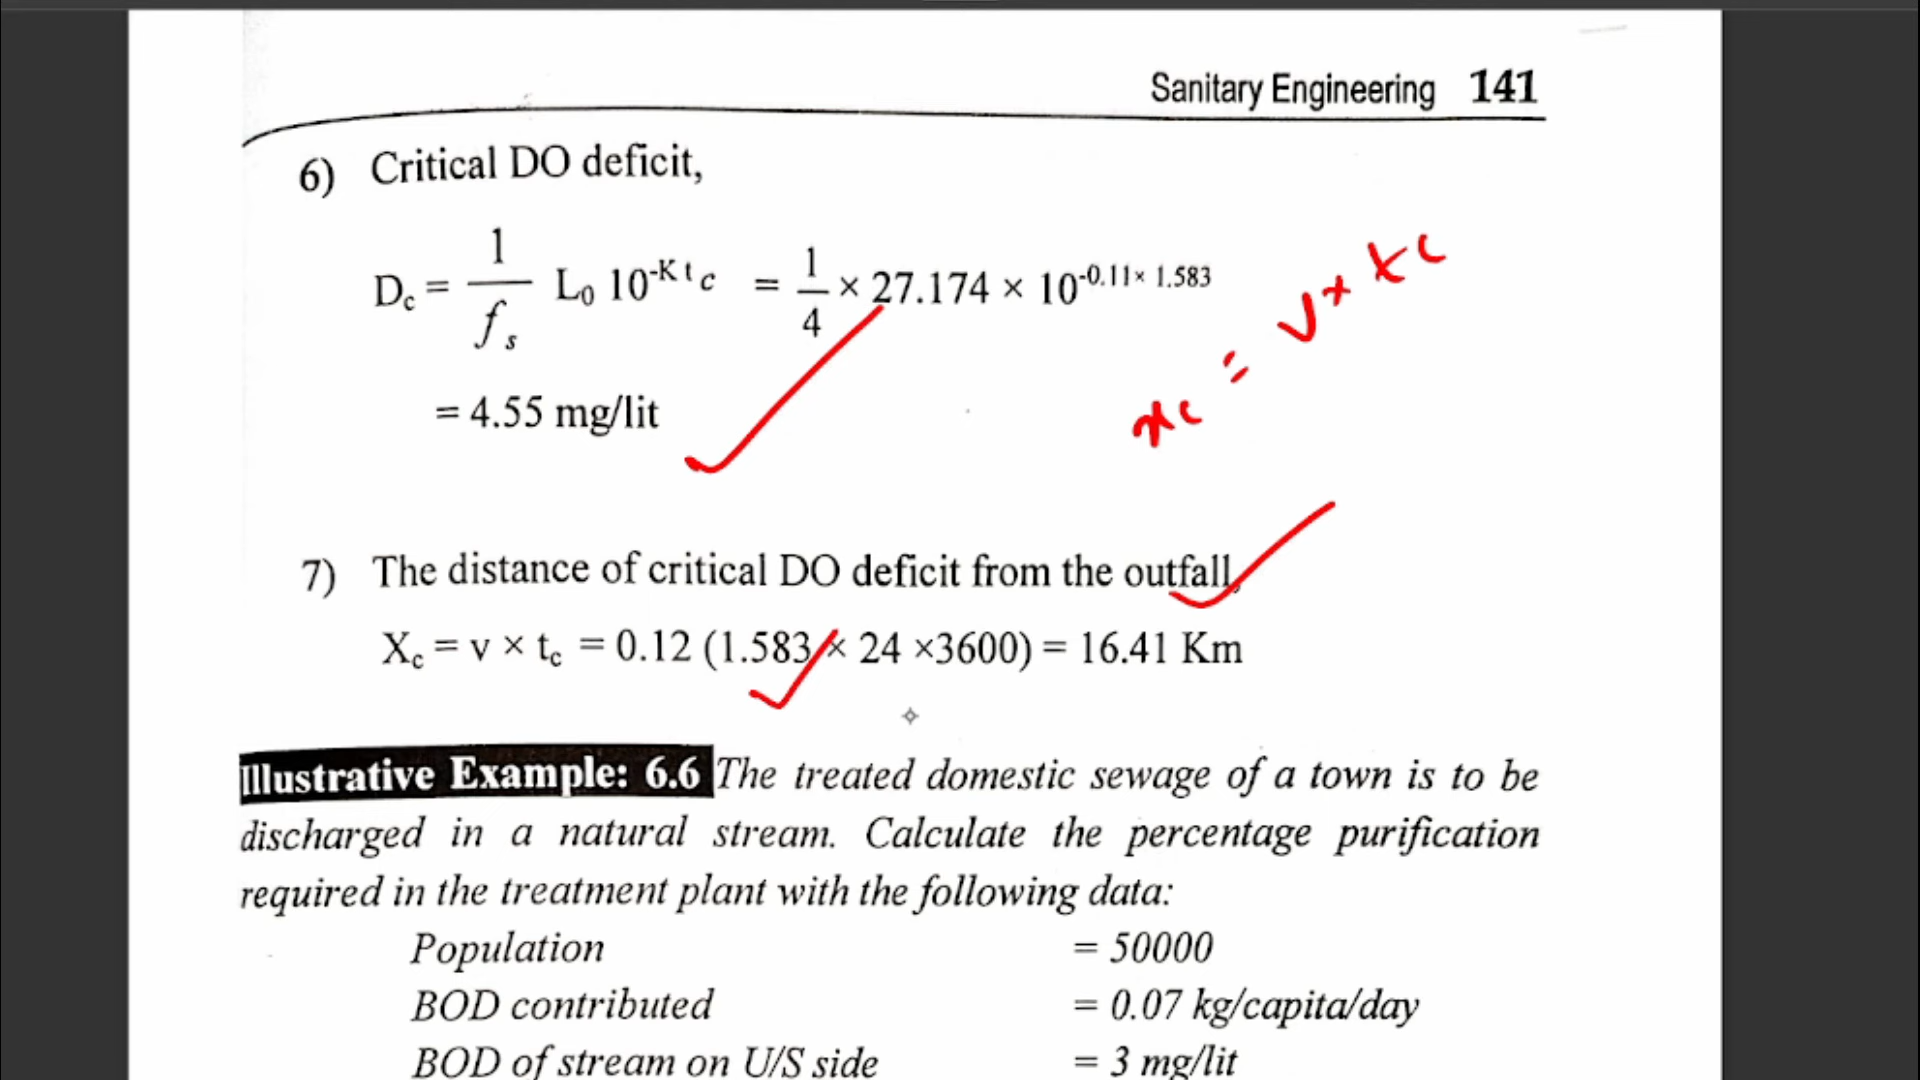 Sanitary Engineering 141
6) Critical DO deficit,
D_c = 1/f_s L_0 10^-K t_c = 1/4 × 27.174 × 10^-0.11× 1.583
= 4.55 mg/lit
x_c = v × t_c
7) The distance of critical DO deficit from the outfall,
X_c = v × t_c = 0.12 (1.583 × 24 ×3600) = 16.41 Km
Illustrative Example: 6.6 The treated domestic sewage of a town is to be
discharged in a natural stream. Calculate the percentage purification
required in the treatment plant with the following data:
Population = 50000
BOD contributed = 0.07 kg/capita/day
BOD of stream on U/S side = 3 mg/lit